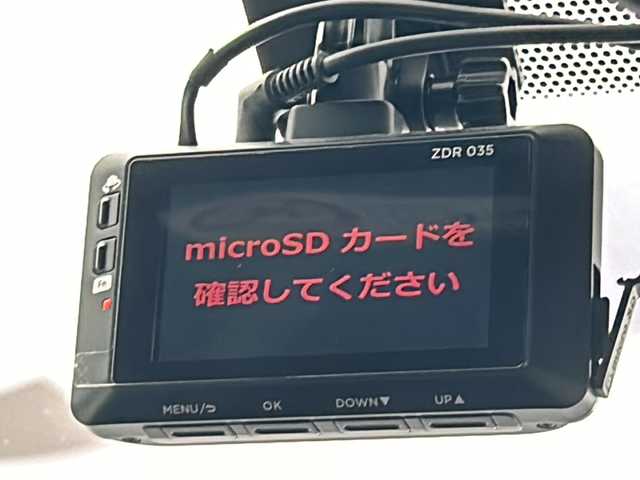 ZDR 035
microSD カードを
確認してください
Fn
MENU/⮌ OK DOWN▼ UP▲